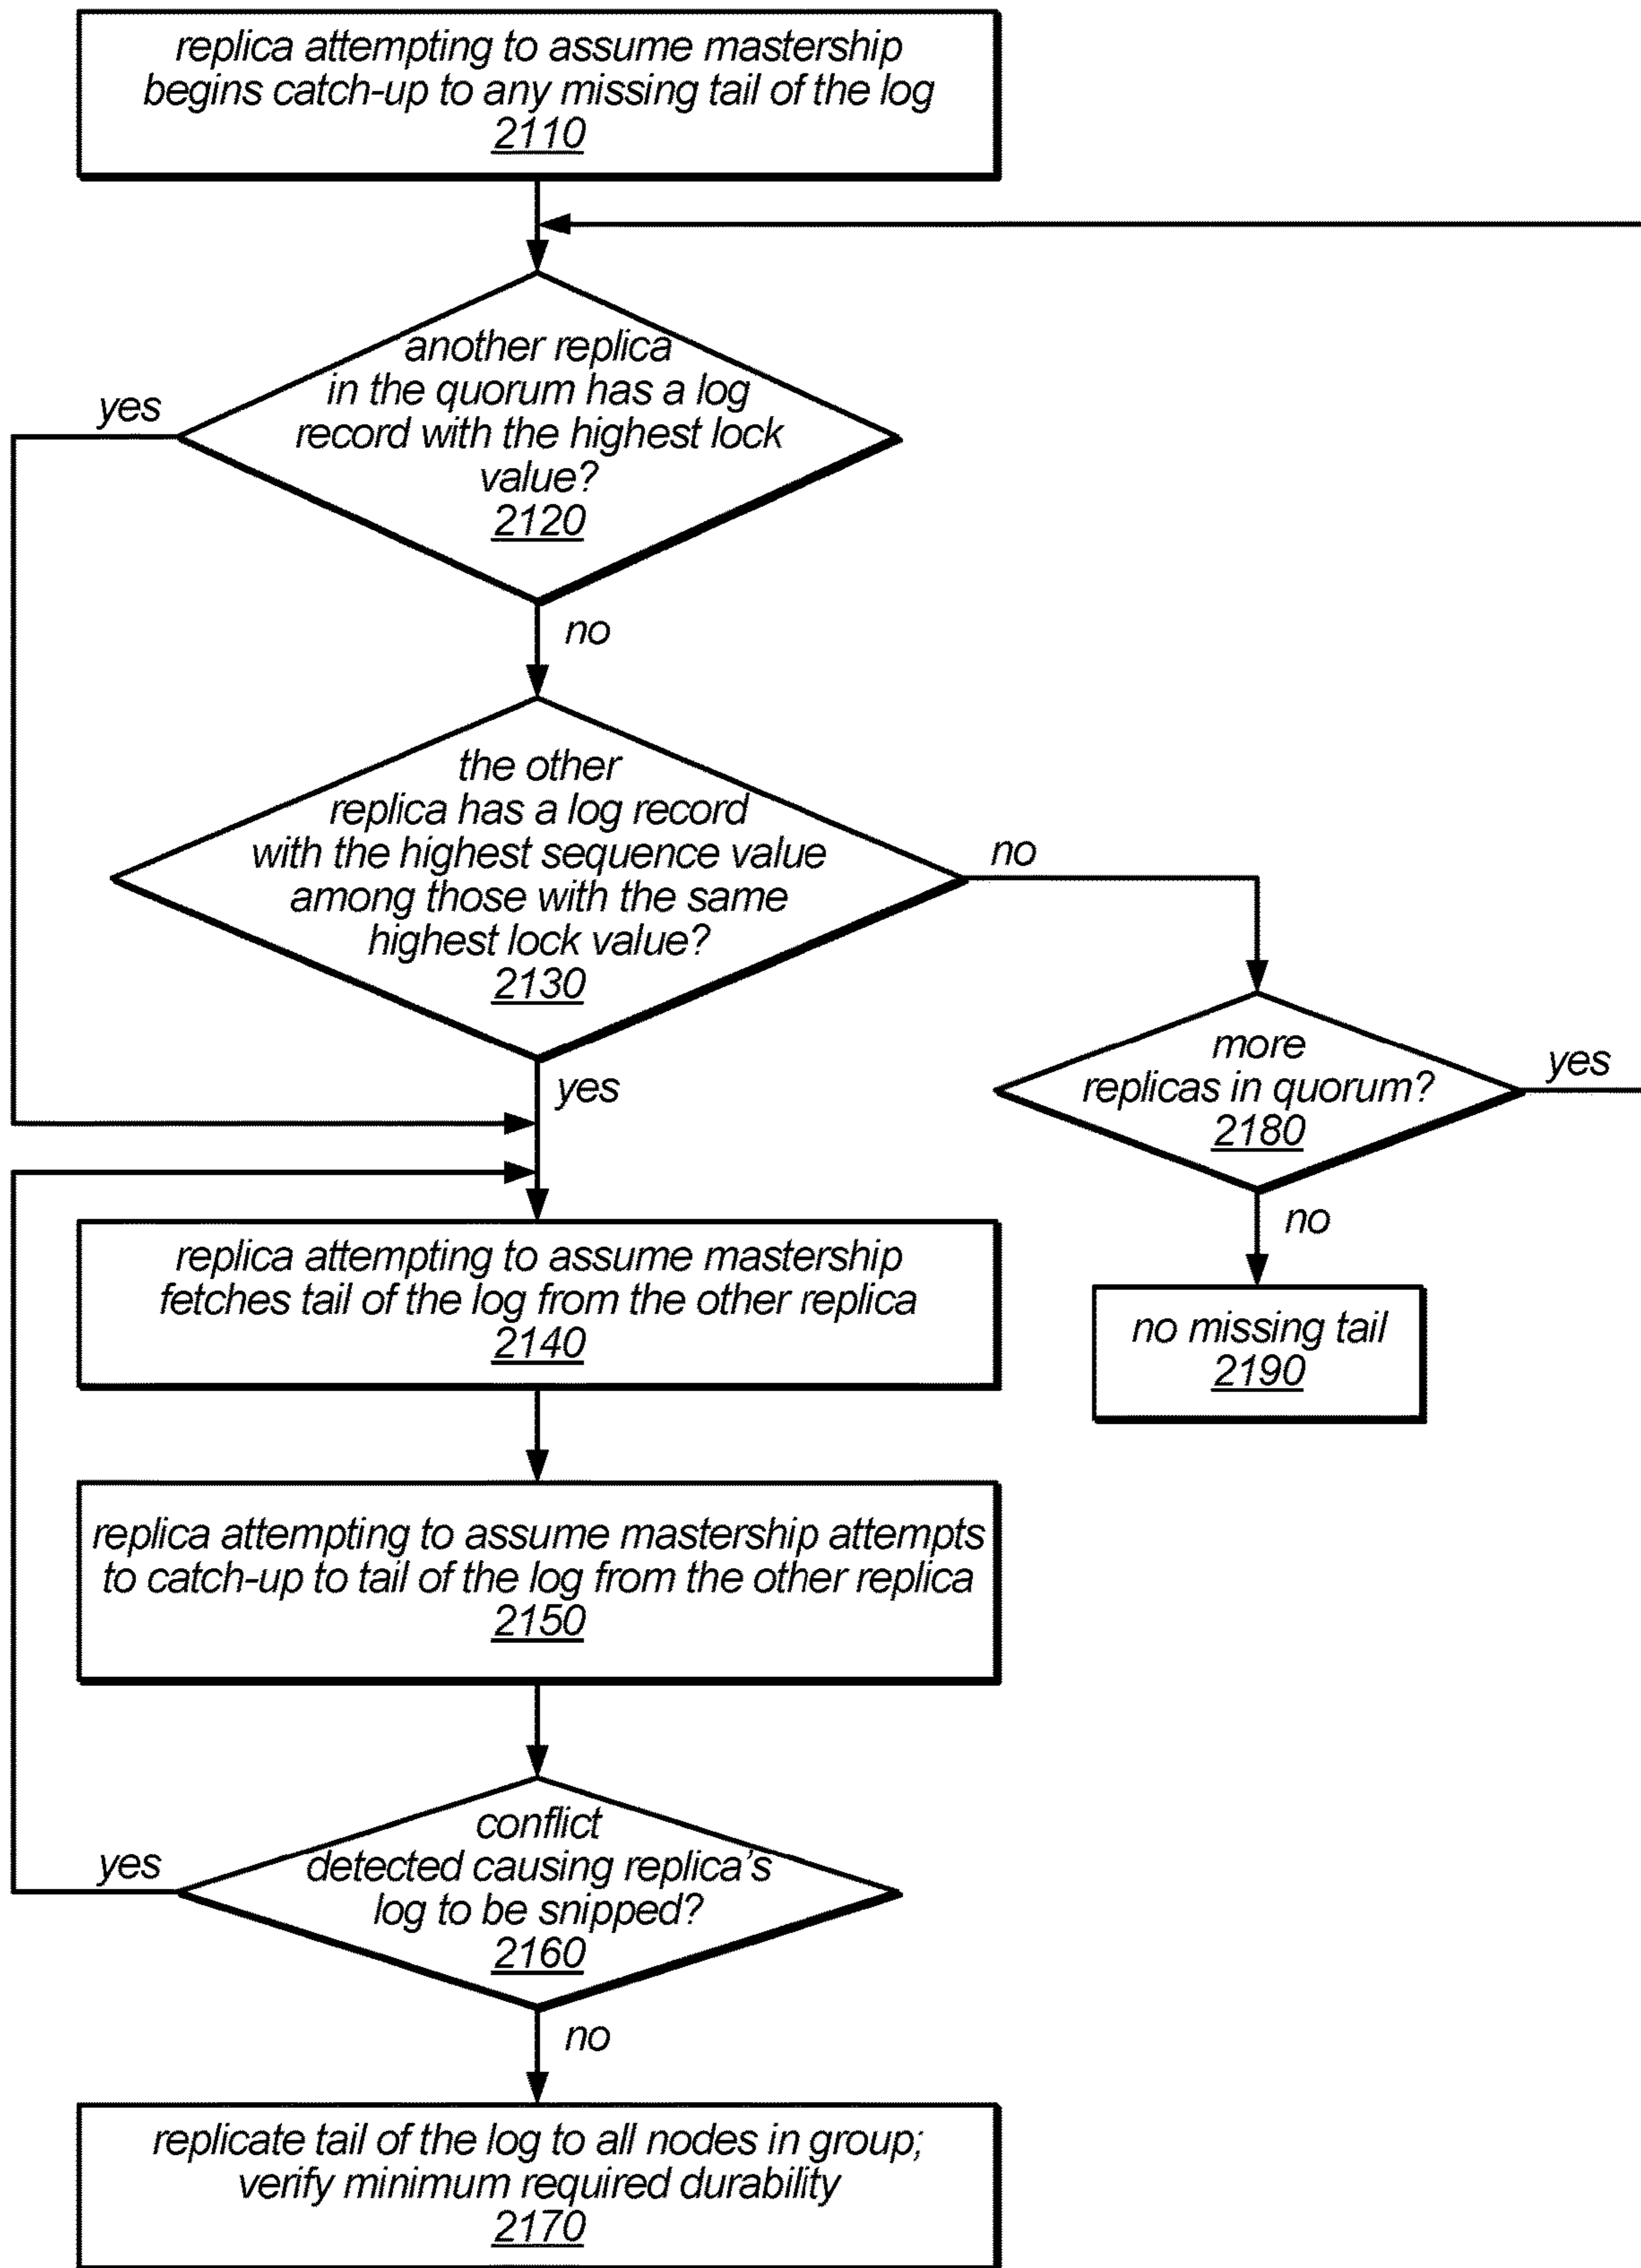 replica attempting to assume mastership
begins catch-up to any missing tail of the log
2110
another replica
in the quorum has a log
record with the highest lock
value?
2120
yes
no
the other
replica has a log record
with the highest sequence value
among those with the same
highest lock value?
2130
no
yes
more
replicas in quorum?
2180
yes
no
no missing tail
2190
replica attempting to assume mastership
fetches tail of the log from the other replica
2140
replica attempting to assume mastership attempts
to catch-up to tail of the log from the other replica
2150
conflict
detected causing replica's
log to be snipped?
2160
yes
no
replicate tail of the log to all nodes in group;
verify minimum required durability
2170